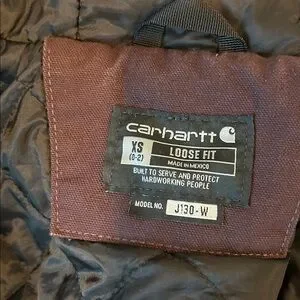 carhartt
XS
(0-2)
LOOSE FIT
MADE IN MEXICO
BUILT TO SERVE AND PROTECT
HARDWORKING PEOPLE
MODEL NO. J130-W